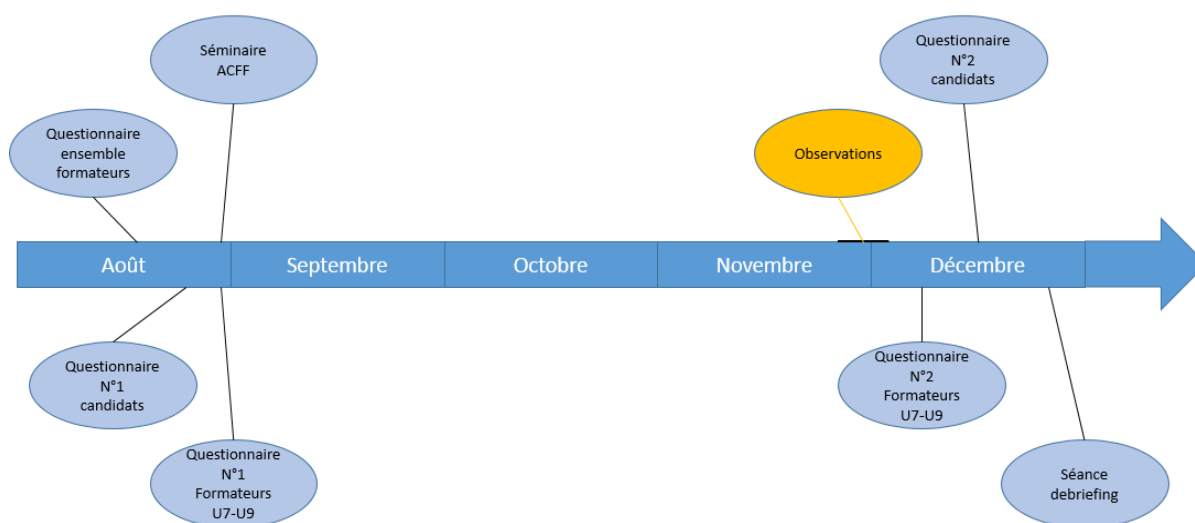 Séminaire
ACFF
Questionnaire
N°2
candidats
Questionnaire
ensemble
formateurs
Observations
Août
Septembre
Octobre
Novembre
Décembre
Questionnaire
N°1
candidats
Questionnaire
N°2
Formateurs
U7-U9
Questionnaire
N°1
Formateurs
U7-U9
Séance
debriefing